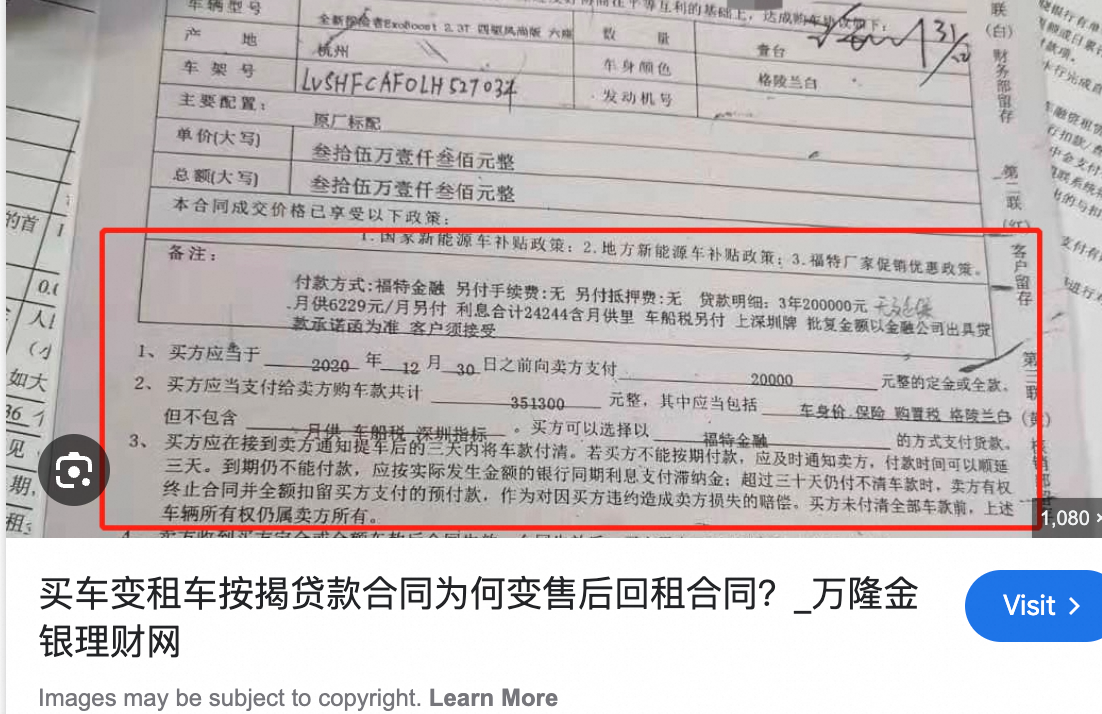 车辆型号
全新探险者EcoBoost 2.3T 四驱风尚版 六座
数 量
壹台
产 地
杭州
车身颜色
格陵兰白
车架号
LVSHFCAF0LH527037
发动机号
主要配置:
原厂标配
单价(大写)
叁拾伍万壹仟叁佰元整
总额(大写)
叁拾伍万壹仟叁佰元整
本合同成交价格已享受以下政策:
1.国家新能源车补贴政策; 2.地方新能源车补贴政策; 3.福特厂家促销优惠政策。
备注:
付款方式:福特金融 另付手续费:无 另付抵押费:无 贷款明细: 3年200000元
月供6229元/月另付 利息合计24244含月供里 车船税另付 上深圳牌 批复金额以金融公司出具贷
款承诺函为准 客户须接受
1、买方应当于 2020 年 12 月 30 日之前向卖方支付 20000 元整的定金或全款。
2、买方应当支付给卖方购车款共计 351300 元整, 其中应当包括 车身价 保险 购置税 格陵兰白
但不包含 月供 车船税 深圳指标 。买方可以选择以 福特金融 的方式支付货款。
3、买方应在接到卖方通知提车后的三天内将车款付清。若买方不能按期付款, 应及时通知卖方, 付款时间可以顺延
三天。到期仍不能付款, 应按实际发生金额的银行同期利息支付滞纳金; 超过三十天仍付不清车款时, 卖方有权
终止合同并全额扣留买方支付的预付款, 作为对因买方违约造成卖方损失的赔偿。买方未付清全部车款前, 上述
车辆所有权仍属卖方所有。
联
(白)
财务部留存
第二联
(红)
客户留存
第三联
(黄)
核销部
的首
0.0
人
(小
如大
36 个
见
期,
租
1,080 ×
买车变租车按揭贷款合同为何变售后回租合同？_万隆金
银理财网
Visit
Images may be subject to copyright. Learn More